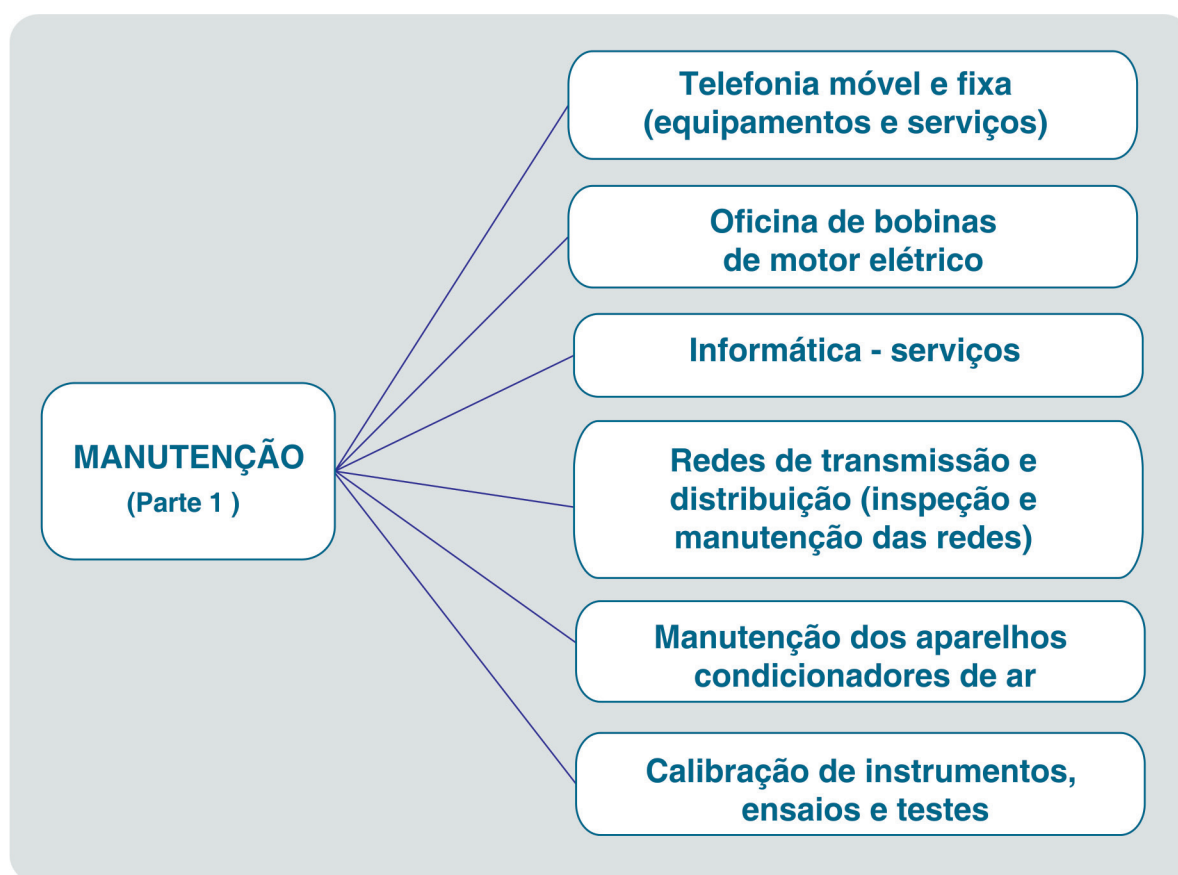 Telefonia móvel e fixa
(equipamentos e serviços)
Oficina de bobinas
de motor elétrico
Informática - serviços
MANUTENÇÃO
(Parte 1 )
Redes de transmissão e
distribuição (inspeção e
manutenção das redes)
Manutenção dos aparelhos
condicionadores de ar
Calibração de instrumentos,
ensaios e testes